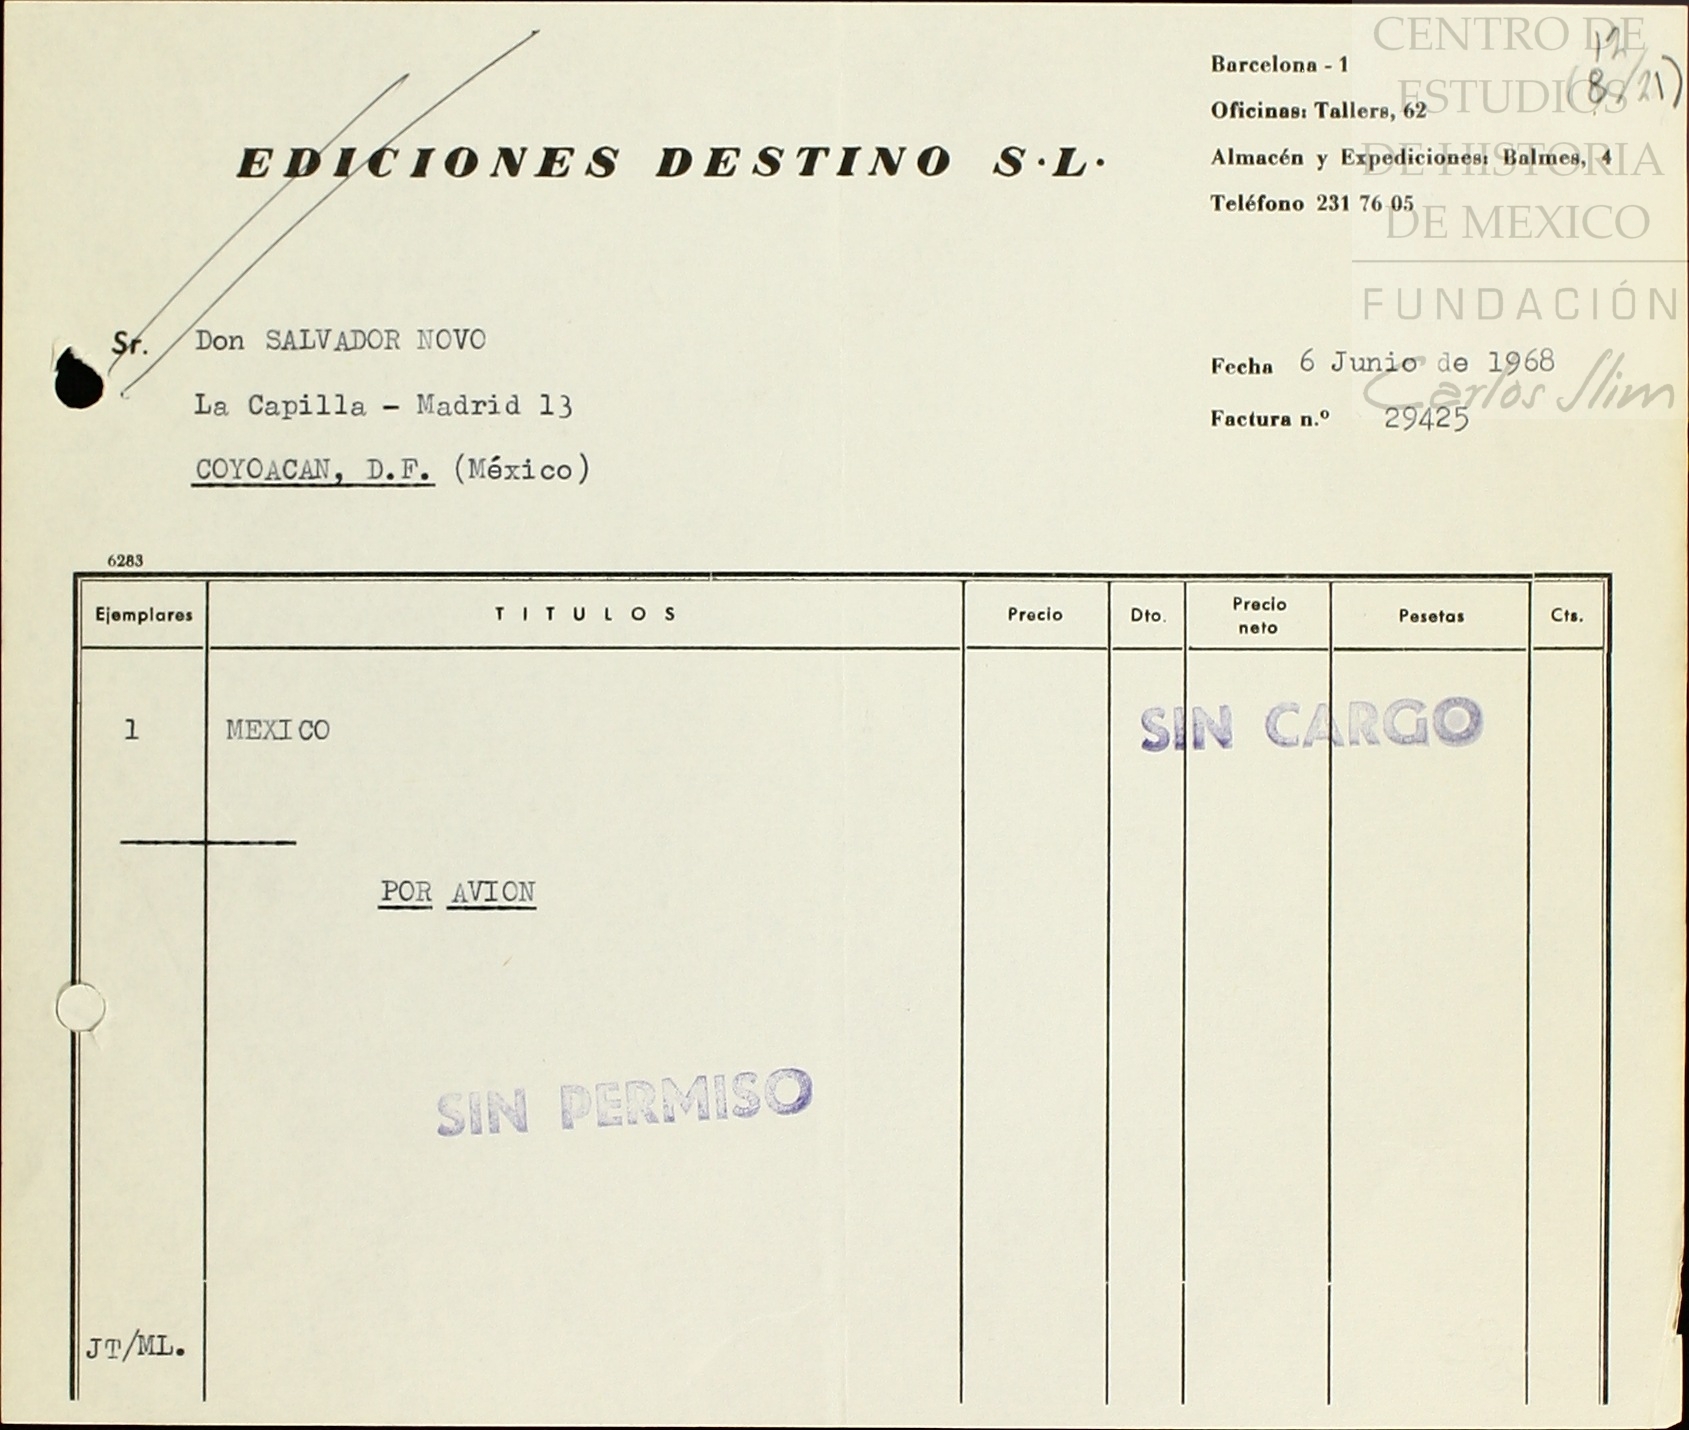 CENTRO DE
ESTUDIOS
DE HISTORIA
DE MEXICO
FUNDACIÓN
Carlos Slim
12
(8/21)
Barcelona - 1
Oficinas: Tallers, 62
Almacén y Expediciones: Balmes, 4
Teléfono 231 76 05
EDICIONES DESTINO S.L.
Sr. Don SALVADOR NOVO
La Capilla - Madrid 13
COYOACAN, D.F. (México)
Fecha 6 Junio de 1968
Factura n.º 29425
6283
Ejemplares TITULOS Precio Dto. Precio neto Pesetas Cts.
1 MEXICO SIN CARGO
POR AVION
SIN PERMISO
JT/ML.